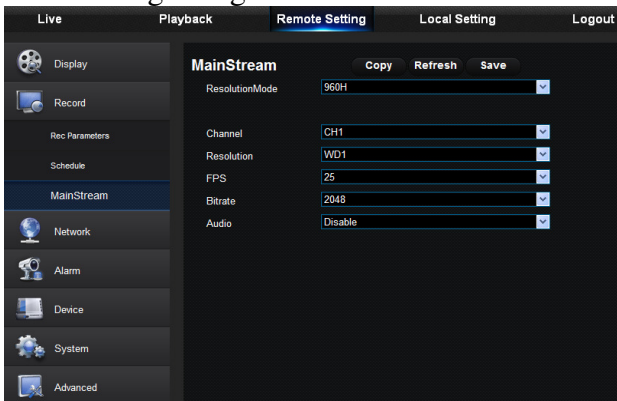 Live Playback Remote Setting Local Setting Logout
Display
Record
Rec Parameters
Schedule
MainStream
Network
Alarm
Device
System
Advanced
MainStream Copy Refresh Save
ResolutionMode 960H
Channel CH1
Resolution WD1
FPS 25
Bitrate 2048
Audio Disable